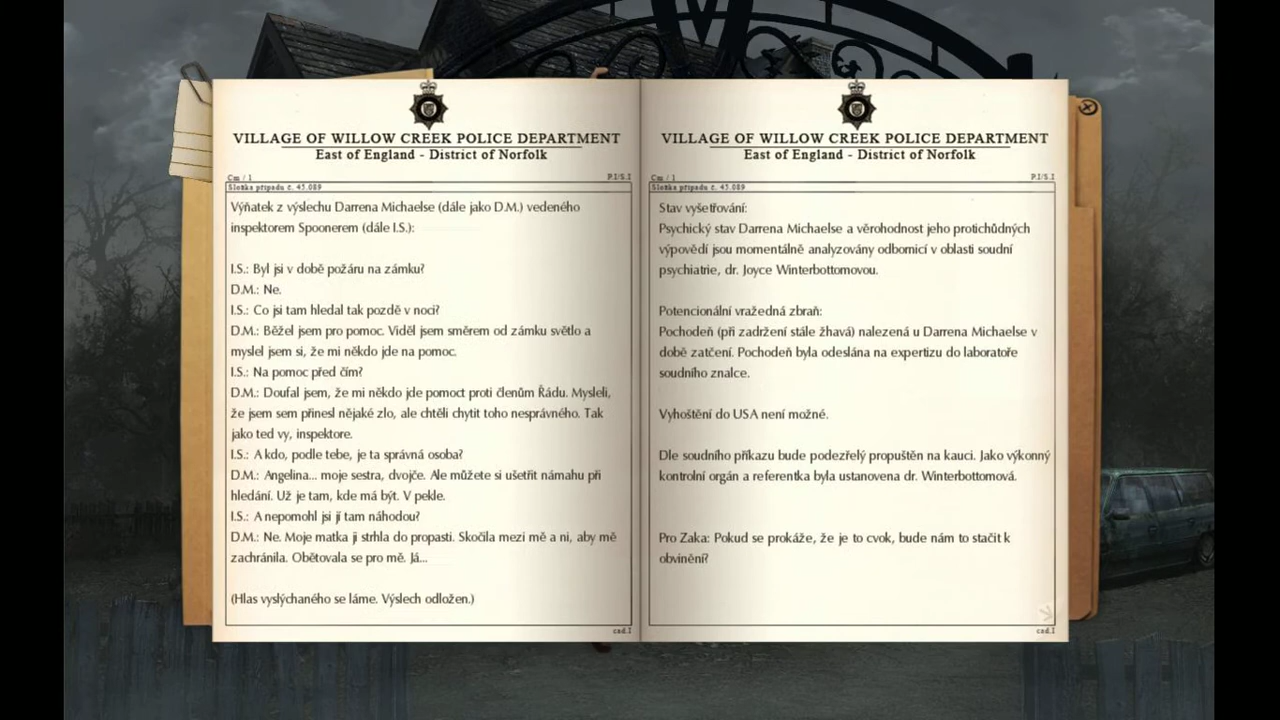 VILLAGE OF WILLOW CREEK POLICE DEPARTMENT
East of England - District of Norfolk
Cm / 1
P.I/S.I
Složka případu č. 45.089
Výňatek z výslechu Darrena Michaelse (dále jako D.M.) vedeného
inspektorem Spoonerem (dále I.S.):
I.S.: Byl jsi v době požáru na zámku?
D.M.: Ne.
I.S.: Co jsi tam hledal tak pozdě v noci?
D.M.: Běžel jsem pro pomoc. Viděl jsem směrem od zámku světlo a
myslel jsem si, že mi někdo jde na pomoc.
I.S.: Na pomoc před čím?
D.M.: Doufal jsem, že mi někdo jde pomoct proti členům Řádu. Mysleli,
že jsem sem přinesl nějaké zlo, ale chtěli chytit toho nesprávného. Tak
jako ted vy, inspektore.
I.S.: A kdo, podle tebe, je ta správná osoba?
D.M.: Angelina... moje sestra, dvojče. Ale můžete si ušetřit námahu při
hledání. Už je tam, kde má být. V pekle.
I.S.: A nepomohl jsi jí tam náhodou?
D.M.: Ne. Moje matka ji strhla do propasti. Skočila mezi mě a ni, aby mě
zachránila. Obětovala se pro mě. Já...
(Hlas vyslýchaného se láme. Výslech odložen.)
cad.I
VILLAGE OF WILLOW CREEK POLICE DEPARTMENT
East of England - District of Norfolk
Cm / 1
P.I/S.I
Složka případu č. 45.089
Stav vyšetřování:
Psychický stav Darrena Michaelse a věrohodnost jeho protichůdných
výpovědí jsou momentálně analyzovány odbornicí v oblasti soudní
psychiatrie, dr. Joyce Winterbottomovou.
Potencionální vražedná zbraň:
Pochodeň (při zadržení stále žhavá) nalezená u Darrena Michaelse v
době zatčení. Pochodeň byla odeslána na expertizu do laboratoře
soudního znalce.
Vyhoštění do USA není možné.
Dle soudního příkazu bude podezřelý propuštěn na kauci. Jako výkonný
kontrolní orgán a referentka byla ustanovena dr. Winterbottomová.
Pro Zaka: Pokud se prokáže, že je to cvok, bude nám to stačit k
obvinění?
cad.I